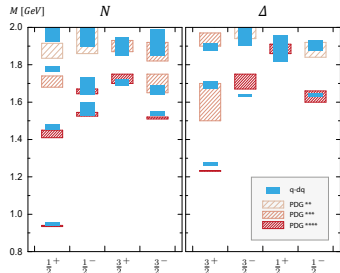 M [GeV] N Δ
2.0
1.8
1.6
1.4
1.2
1.0
0.8
q-dq
PDG **
PDG ***
PDG ****
1/2+ 1/2- 3/2+ 3/2- 3/2+ 3/2- 1/2+ 1/2-